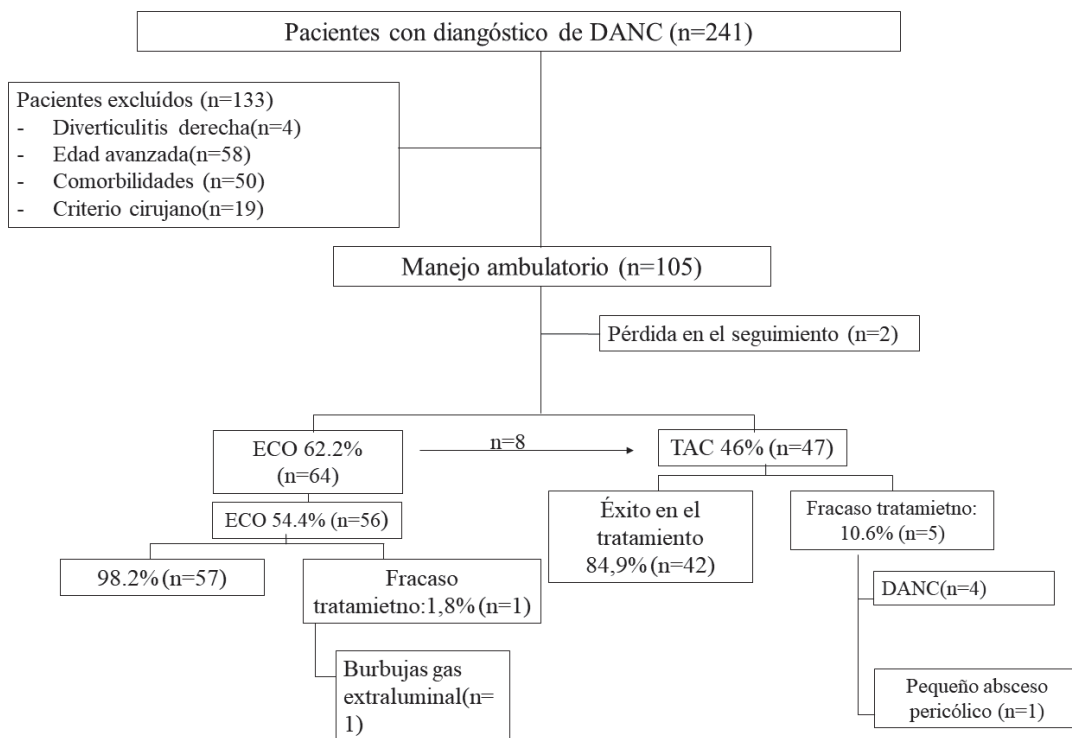 Pacientes con diangóstico de DANC (n=241)
Pacientes excluídos (n=133)
- Diverticulitis derecha(n=4)
- Edad avanzada(n=58)
- Comorbilidades (n=50)
- Criterio cirujano(n=19)
Manejo ambulatorio (n=105)
Pérdida en el seguimiento (n=2)
ECO 62.2%
(n=64)
n=8
TAC 46% (n=47)
ECO 54.4% (n=56)
Éxito en el
tratamiento
84,9% (n=42)
Fracaso tratamietno:
10.6% (n=5)
98.2% (n=57)
Fracaso
tratamietno:1,8% (n=1)
DANC(n=4)
Burbujas gas
extraluminal(n=
1)
Pequeño absceso
pericólico (n=1)